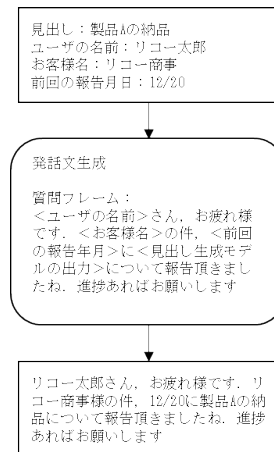 見出し：製品Aの納品
ユーザの名前：リコー太郎
お客様名：リコー商事
前回の報告月日：12/20
発話文生成
質問フレーム：
＜ユーザの名前＞さん，お疲れ様
です．＜お客様名＞の件，＜前回
の報告年月＞に＜見出し生成モデ
ルの出力＞について報告頂きまし
たね．進捗あればお願いします
リコー太郎さん，お疲れ様です．リ
コー商事様の件，12/20に製品Aの納
品について報告頂きましたね．進捗
あればお願いします